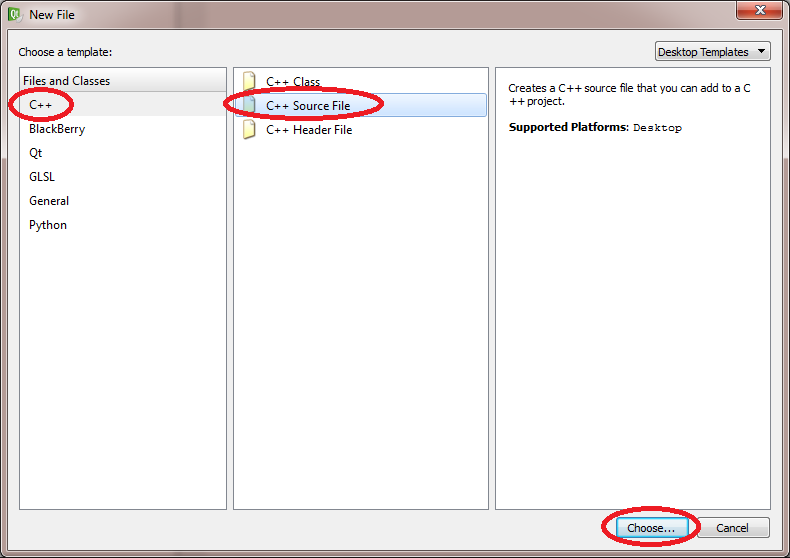 New File
Choose a template:
Desktop Templates
Files and Classes
C++
BlackBerry
Qt
GLSL
General
Python
C++ Class
C++ Source File
C++ Header File
Creates a C++ source file that you can add to a C
++ project.
Supported Platforms: Desktop
Choose...
Cancel